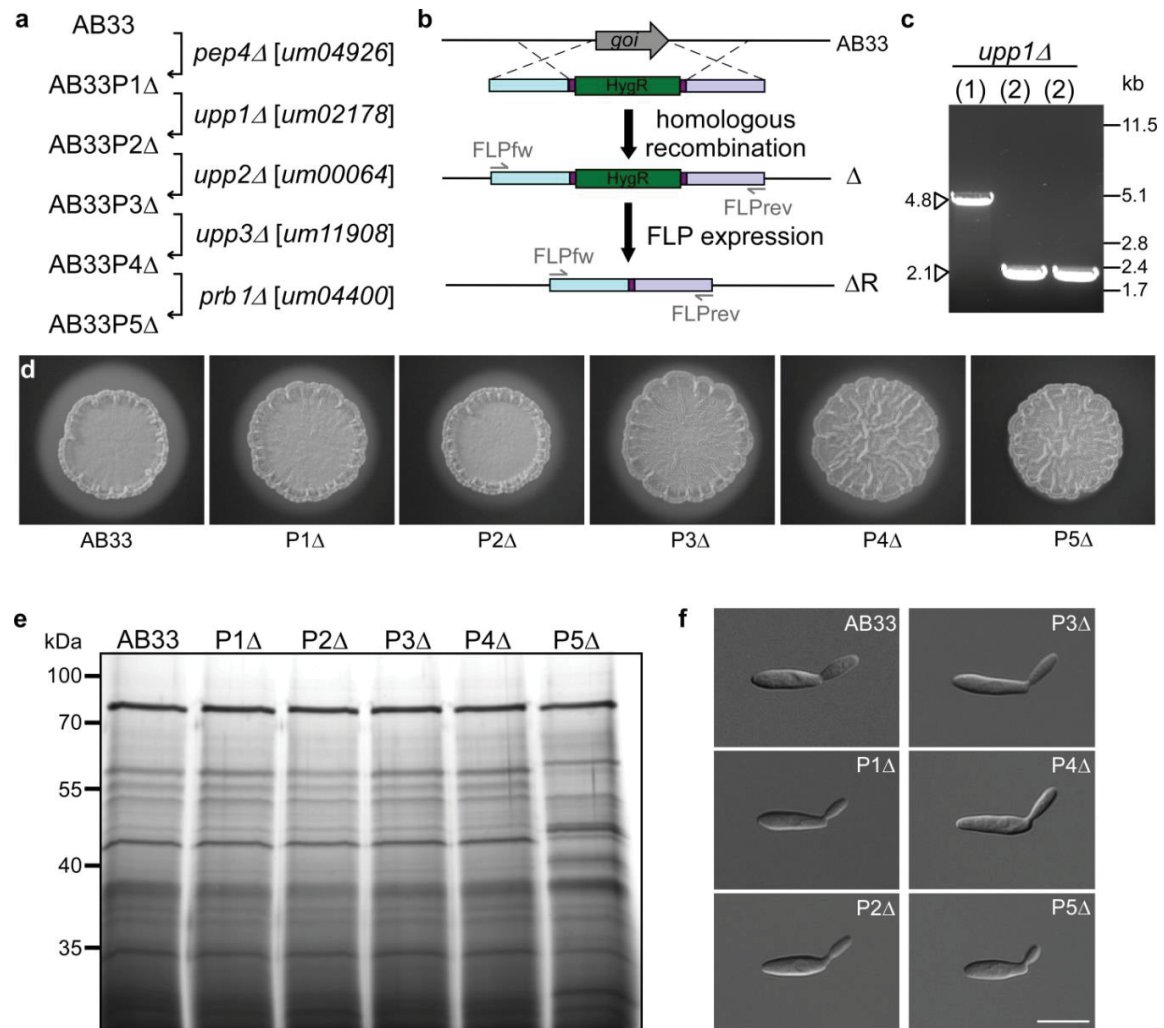 a
AB33
pep4Δ [um04926]
AB33P1Δ
upp1Δ [um02178]
AB33P2Δ
upp2Δ [um00064]
AB33P3Δ
upp3Δ [um11908]
AB33P4Δ
prb1Δ [um04400]
AB33P5Δ
b
goi
AB33
HygR
homologous
recombination
FLPfw
HygR
Δ
FLPrev
FLP expression
FLPfw
ΔR
FLPrev
c
upp1Δ
(1) (2) (2) kb
11.5
4.8
5.1
2.8
2.1
2.4
1.7
d
AB33 P1Δ P2Δ P3Δ P4Δ P5Δ
e
kDa AB33 P1Δ P2Δ P3Δ P4Δ P5Δ
100
70
55
40
35
f
AB33 P3Δ
P1Δ P4Δ
P2Δ P5Δ